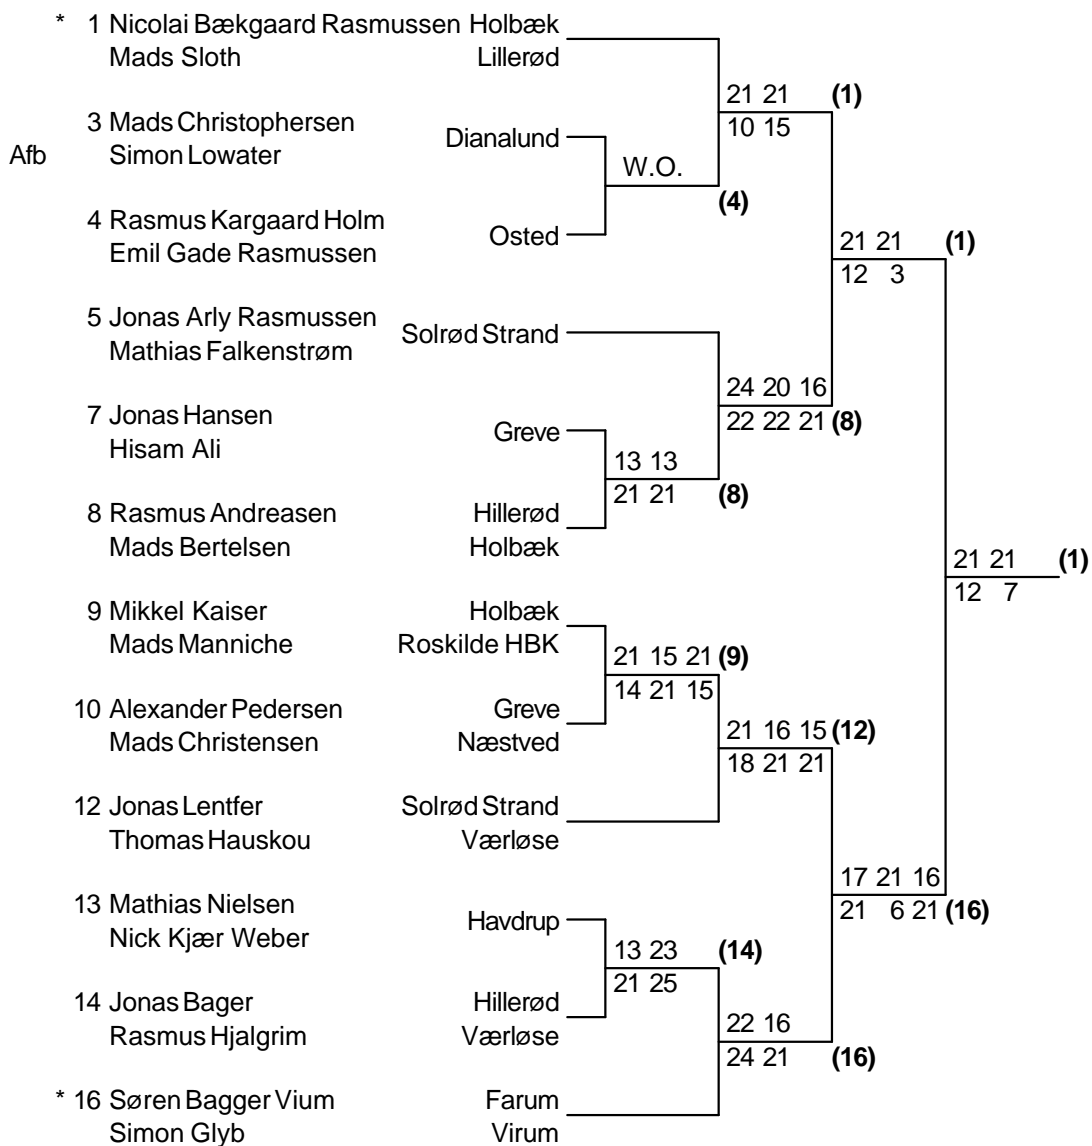 * 1 Nicolai Bækgaard Rasmussen Holbæk
Mads Sloth Lillerød
21 21 (1)
10 15
3 Mads Christophersen Dianalund
Afb Simon Lowater
W.O.
(4)
4 Rasmus Kargaard Holm Osted
Emil Gade Rasmussen
21 21 (1)
12 3
5 Jonas Arly Rasmussen Solrød Strand
Mathias Falkenstrøm
24 20 16
22 22 21 (8)
7 Jonas Hansen Greve
Hisam Ali
13 13
21 21 (8)
8 Rasmus Andreasen Hillerød
Mads Bertelsen Holbæk
21 21 (1)
12 7
9 Mikkel Kaiser Holbæk
Mads Manniche Roskilde HBK
21 15 21 (9)
14 21 15
10 Alexander Pedersen Greve
Mads Christensen Næstved
21 16 15 (12)
18 21 21
12 Jonas Lentfer Solrød Strand
Thomas Hauskou Værløse
17 21 16
21 6 21 (16)
13 Mathias Nielsen Havdrup
Nick Kjær Weber
13 23 (14)
21 25
14 Jonas Bager Hillerød
Rasmus Hjalgrim Værløse
22 16
24 21 (16)
* 16 Søren Bagger Vium Farum
Simon Glyb Virum